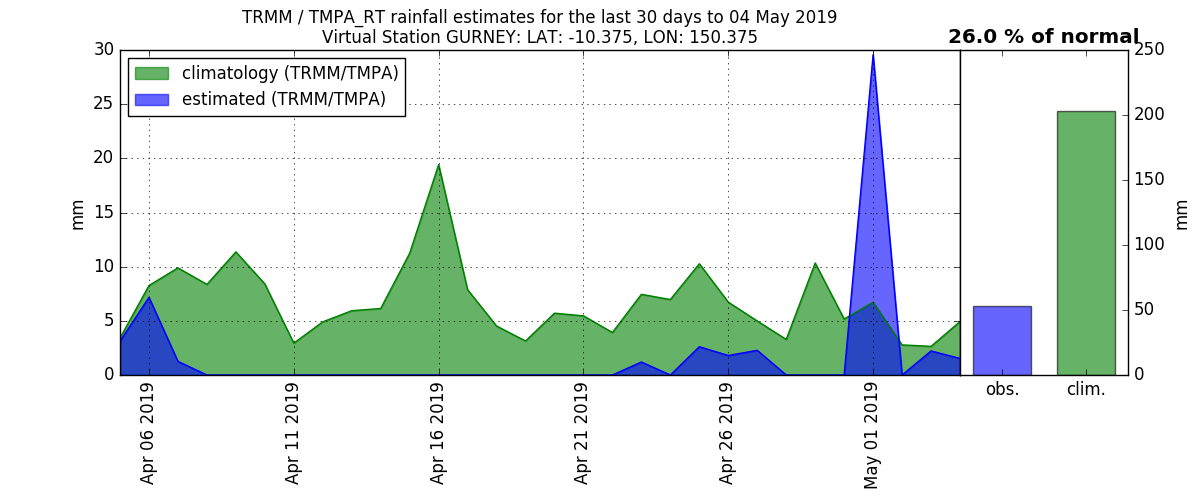 TRMM / TMPA_RT rainfall estimates for the last 30 days to 04 May 2019
Virtual Station GURNEY: LAT: -10.375, LON: 150.375
26.0 % of normal
climatology (TRMM/TMPA)
estimated (TRMM/TMPA)
30
25
20
15
10
5
0
mm
Apr 06 2019
Apr 11 2019
Apr 16 2019
Apr 21 2019
Apr 26 2019
May 01 2019
250
200
150
100
50
0
mm
obs.
clim.